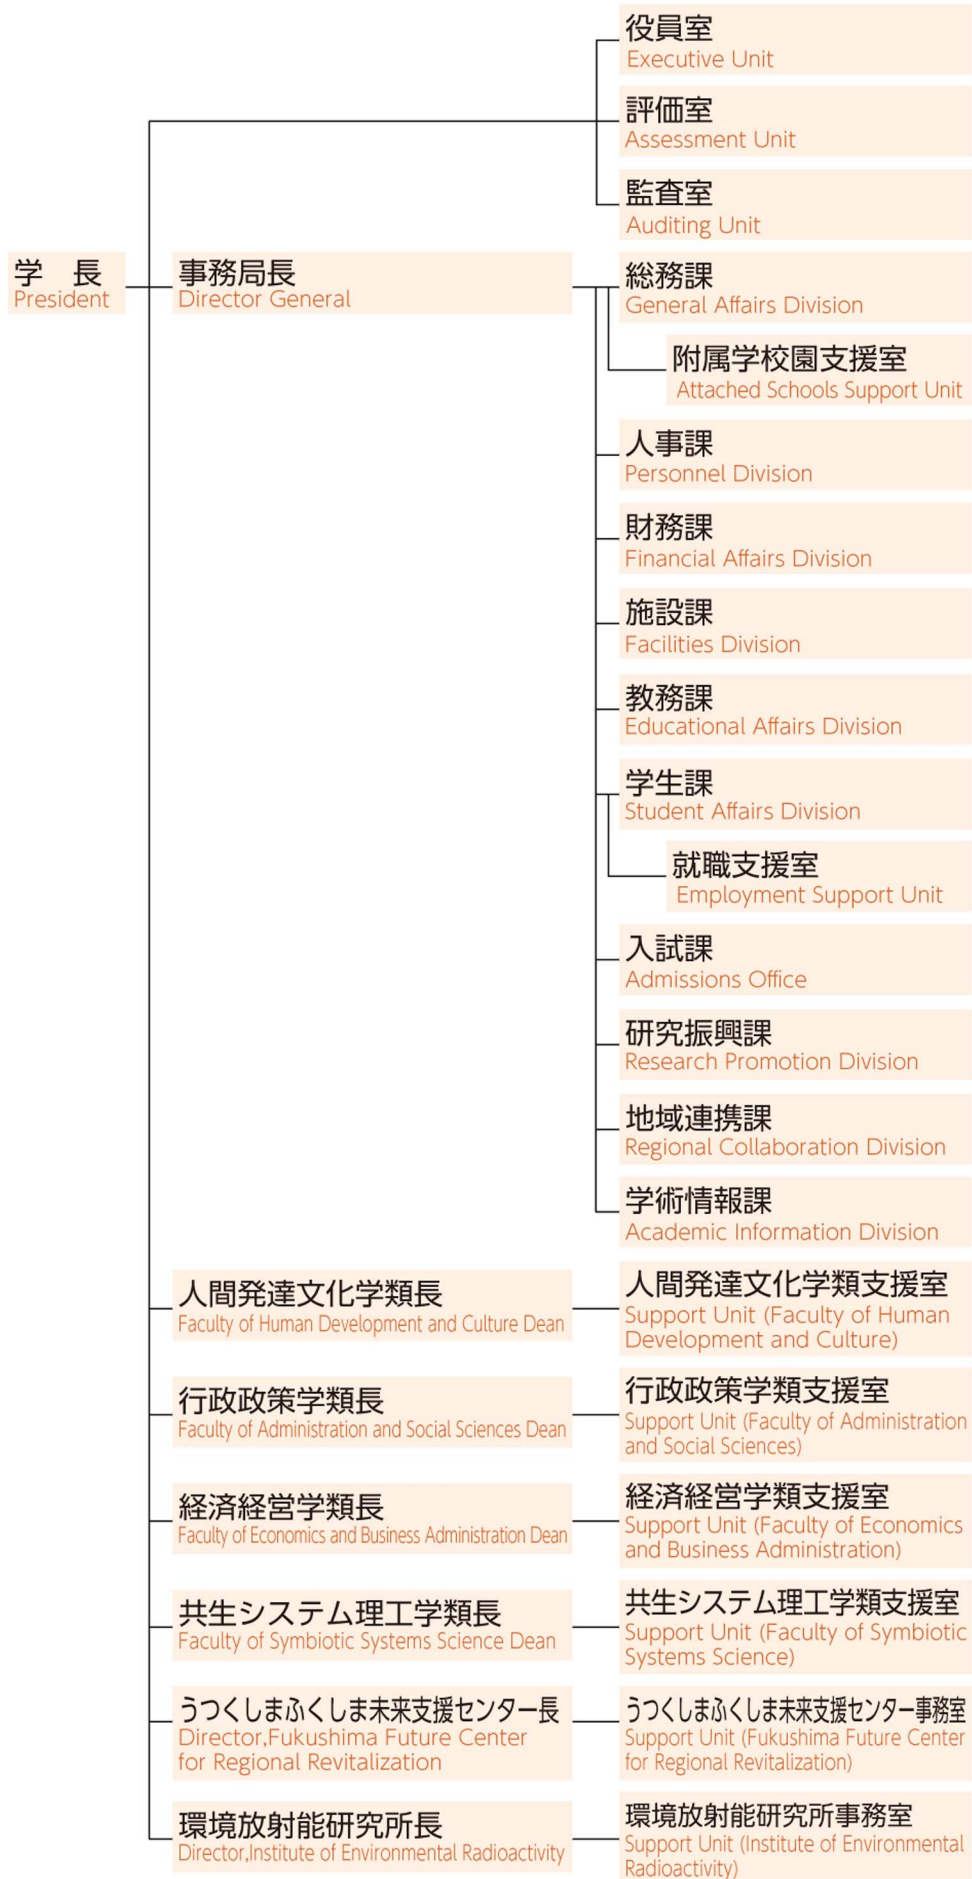 役員室
Executive Unit
評価室
Assessment Unit
監査室
Auditing Unit
学　長
President
事務局長
Director General
総務課
General Affairs Division
附属学校園支援室
Attached Schools Support Unit
人事課
Personnel Division
財務課
Financial Affairs Division
施設課
Facilities Division
教務課
Educational Affairs Division
学生課
Student Affairs Division
就職支援室
Employment Support Unit
入試課
Admissions Office
研究振興課
Research Promotion Division
地域連携課
Regional Collaboration Division
学術情報課
Academic Information Division
人間発達文化学類長
Faculty of Human Development and Culture Dean
人間発達文化学類支援室
Support Unit (Faculty of Human
Development and Culture)
行政政策学類長
Faculty of Administration and Social Sciences Dean
行政政策学類支援室
Support Unit (Faculty of Administration
and Social Sciences)
経済経営学類長
Faculty of Economics and Business Administration Dean
経済経営学類支援室
Support Unit (Faculty of Economics
and Business Administration)
共生システム理工学類長
Faculty of Symbiotic Systems Science Dean
共生システム理工学類支援室
Support Unit (Faculty of Symbiotic
Systems Science)
うつくしまふくしま未来支援センター長
Director,Fukushima Future Center
for Regional Revitalization
うつくしまふくしま未来支援センター事務室
Support Unit (Fukushima Future Center
for Regional Revitalization)
環境放射能研究所長
Director,Institute of Environmental Radioactivity
環境放射能研究所事務室
Support Unit (Institute of Environmental
Radioactivity)